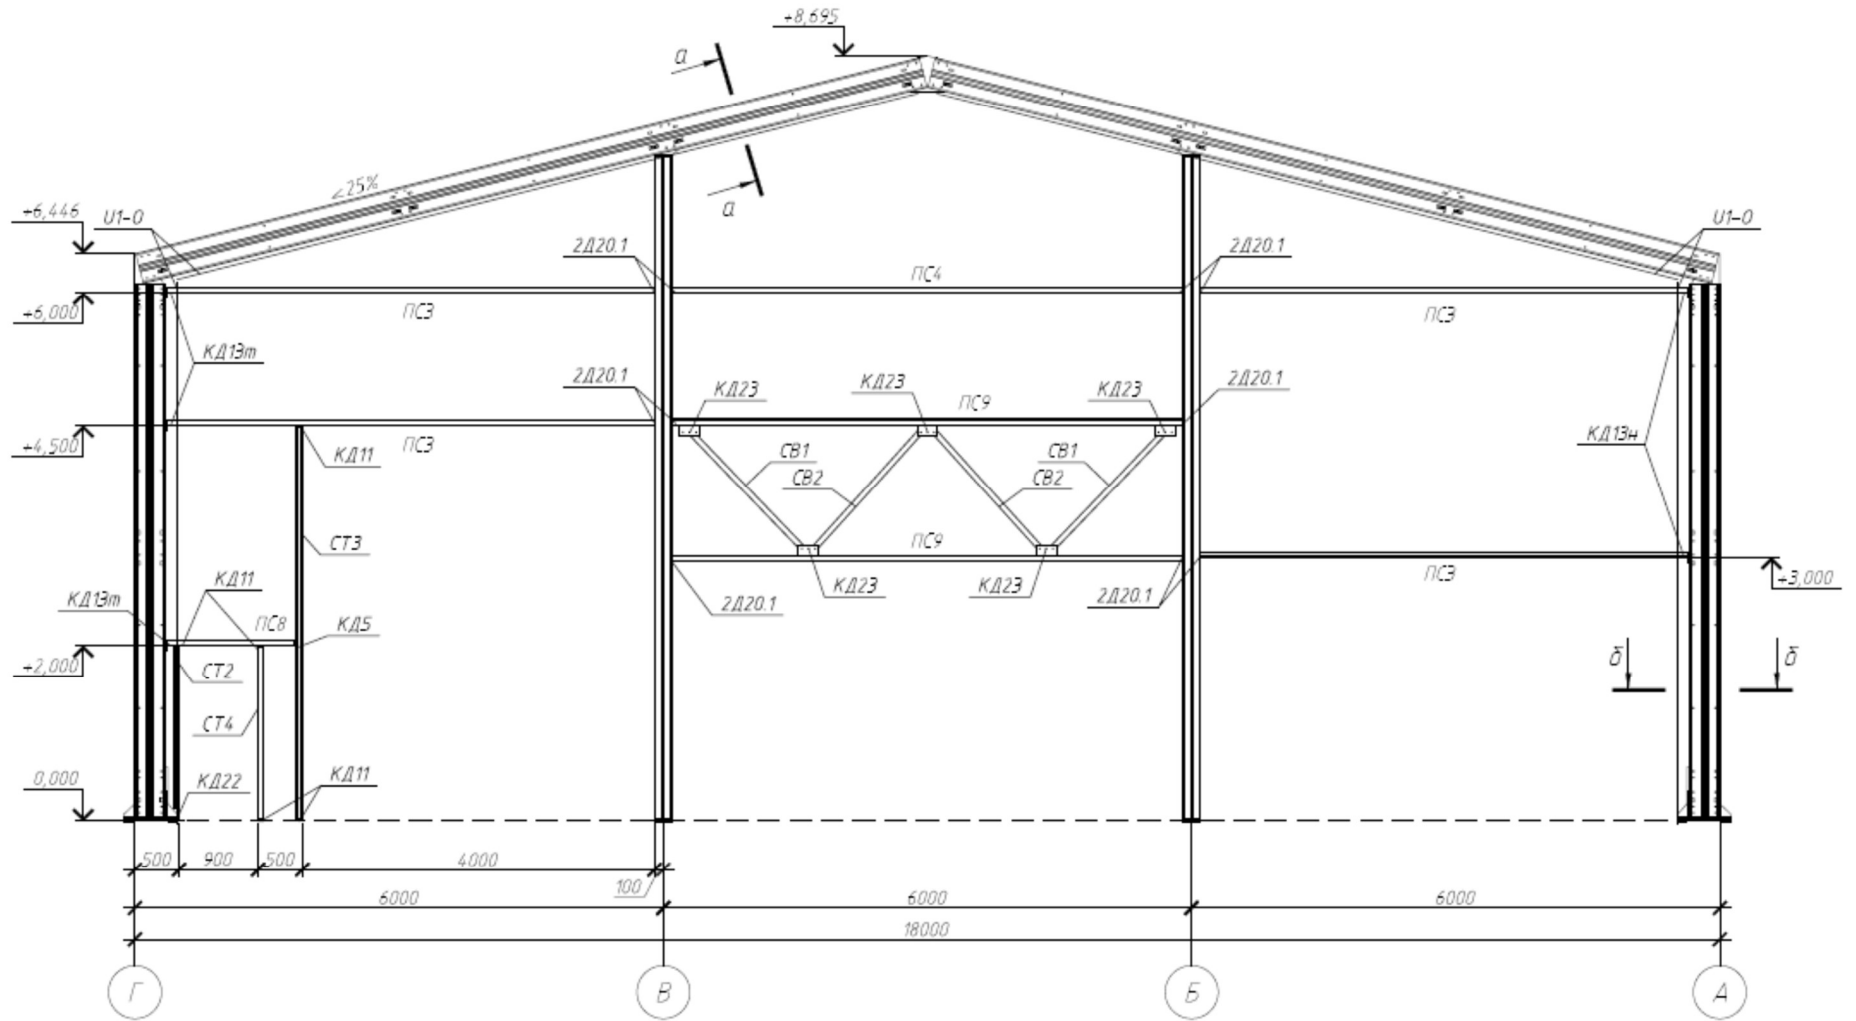 +8,695
а
∠25%
а
+6,446
U1-0
U1-0
2Д20.1
ПС4
2Д20.1
+6,000
ПС3
ПС3
КД13т
2Д20.1
КД23
КД23
КД23
2Д20.1
ПС9
+4,500
ПС3
КД11
СВ1
СВ1
КД13н
СВ2
СВ2
СТ3
ПС9
КД11
КД23
КД23
ПС3
+3,000
КД13т
ПС8
КД5
2Д20.1
2Д20.1
+2,000
СТ2
б
б
СТ4
0,000
КД22
КД11
500
900
500
4000
100
6000
6000
6000
18000
Г
В
Б
А